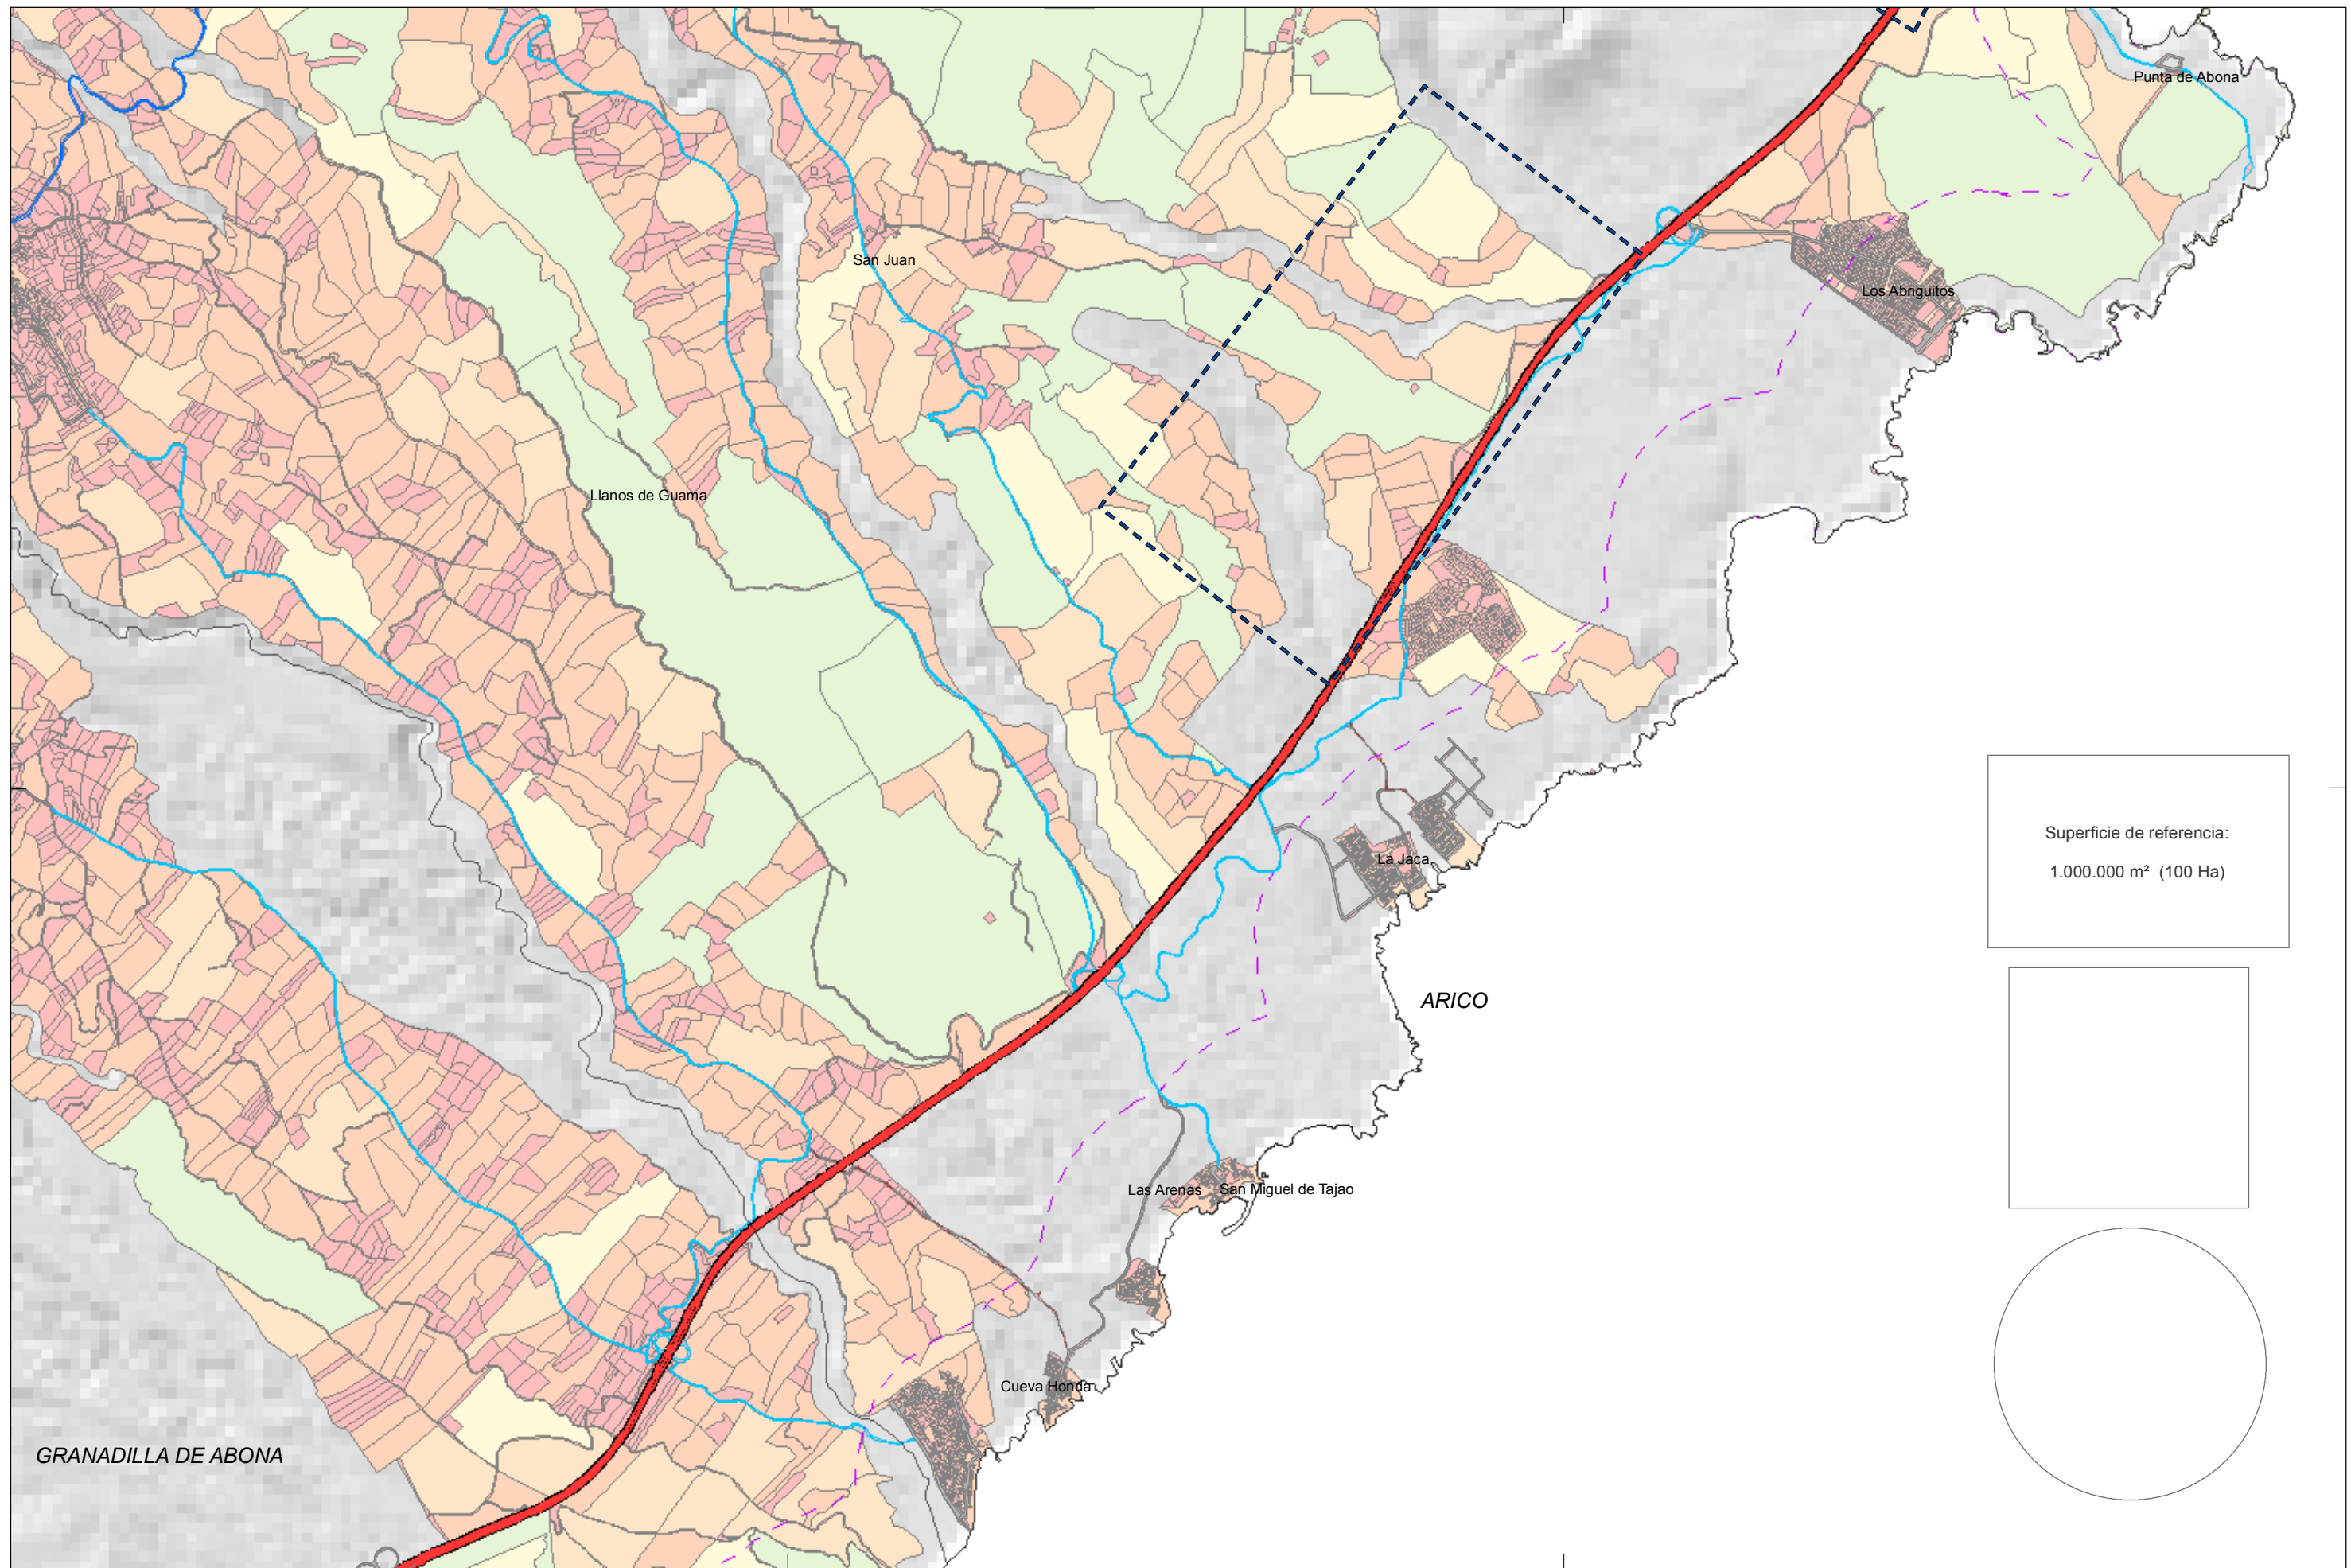 Punta de Abona
San Juan
Los Abriguitos
Llanos de Guama
Superficie de referencia:
1.000.000 m² (100 Ha)
La Jaca
ARICO
Las Arenas
San Miguel de Tajao
Cueva Honda
GRANADILLA DE ABONA